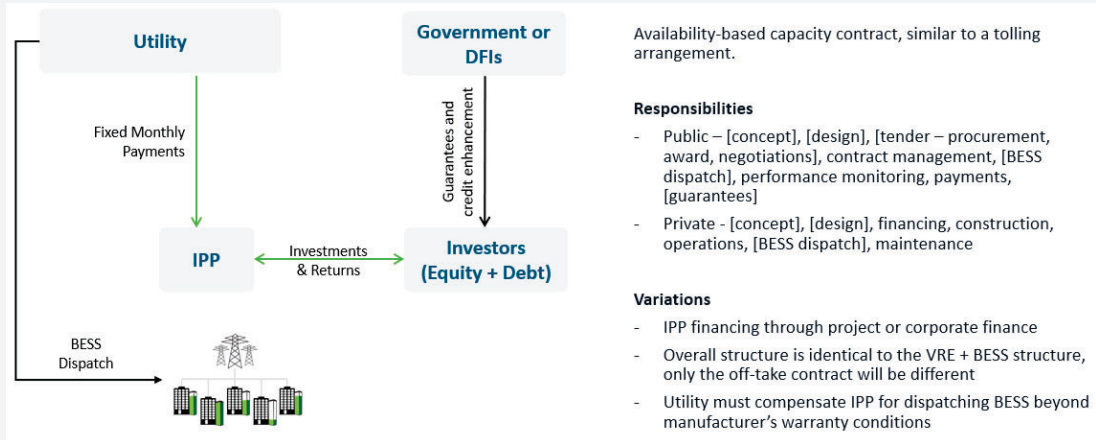 Utility
Government or
DFIs
Fixed Monthly
Payments
Guarantees and
credit enhancement
IPP
Investments
& Returns
Investors
(Equity + Debt)
BESS
Dispatch
Availability-based capacity contract, similar to a tolling
arrangement.
Responsibilities
- Public – [concept], [design], [tender – procurement,
award, negotiations], contract management, [BESS
dispatch], performance monitoring, payments,
[guarantees]
- Private - [concept], [design], financing, construction,
operations, [BESS dispatch], maintenance
Variations
- IPP financing through project or corporate finance
- Overall structure is identical to the VRE + BESS structure,
only the off-take contract will be different
- Utility must compensate IPP for dispatching BESS beyond
manufacturer’s warranty conditions